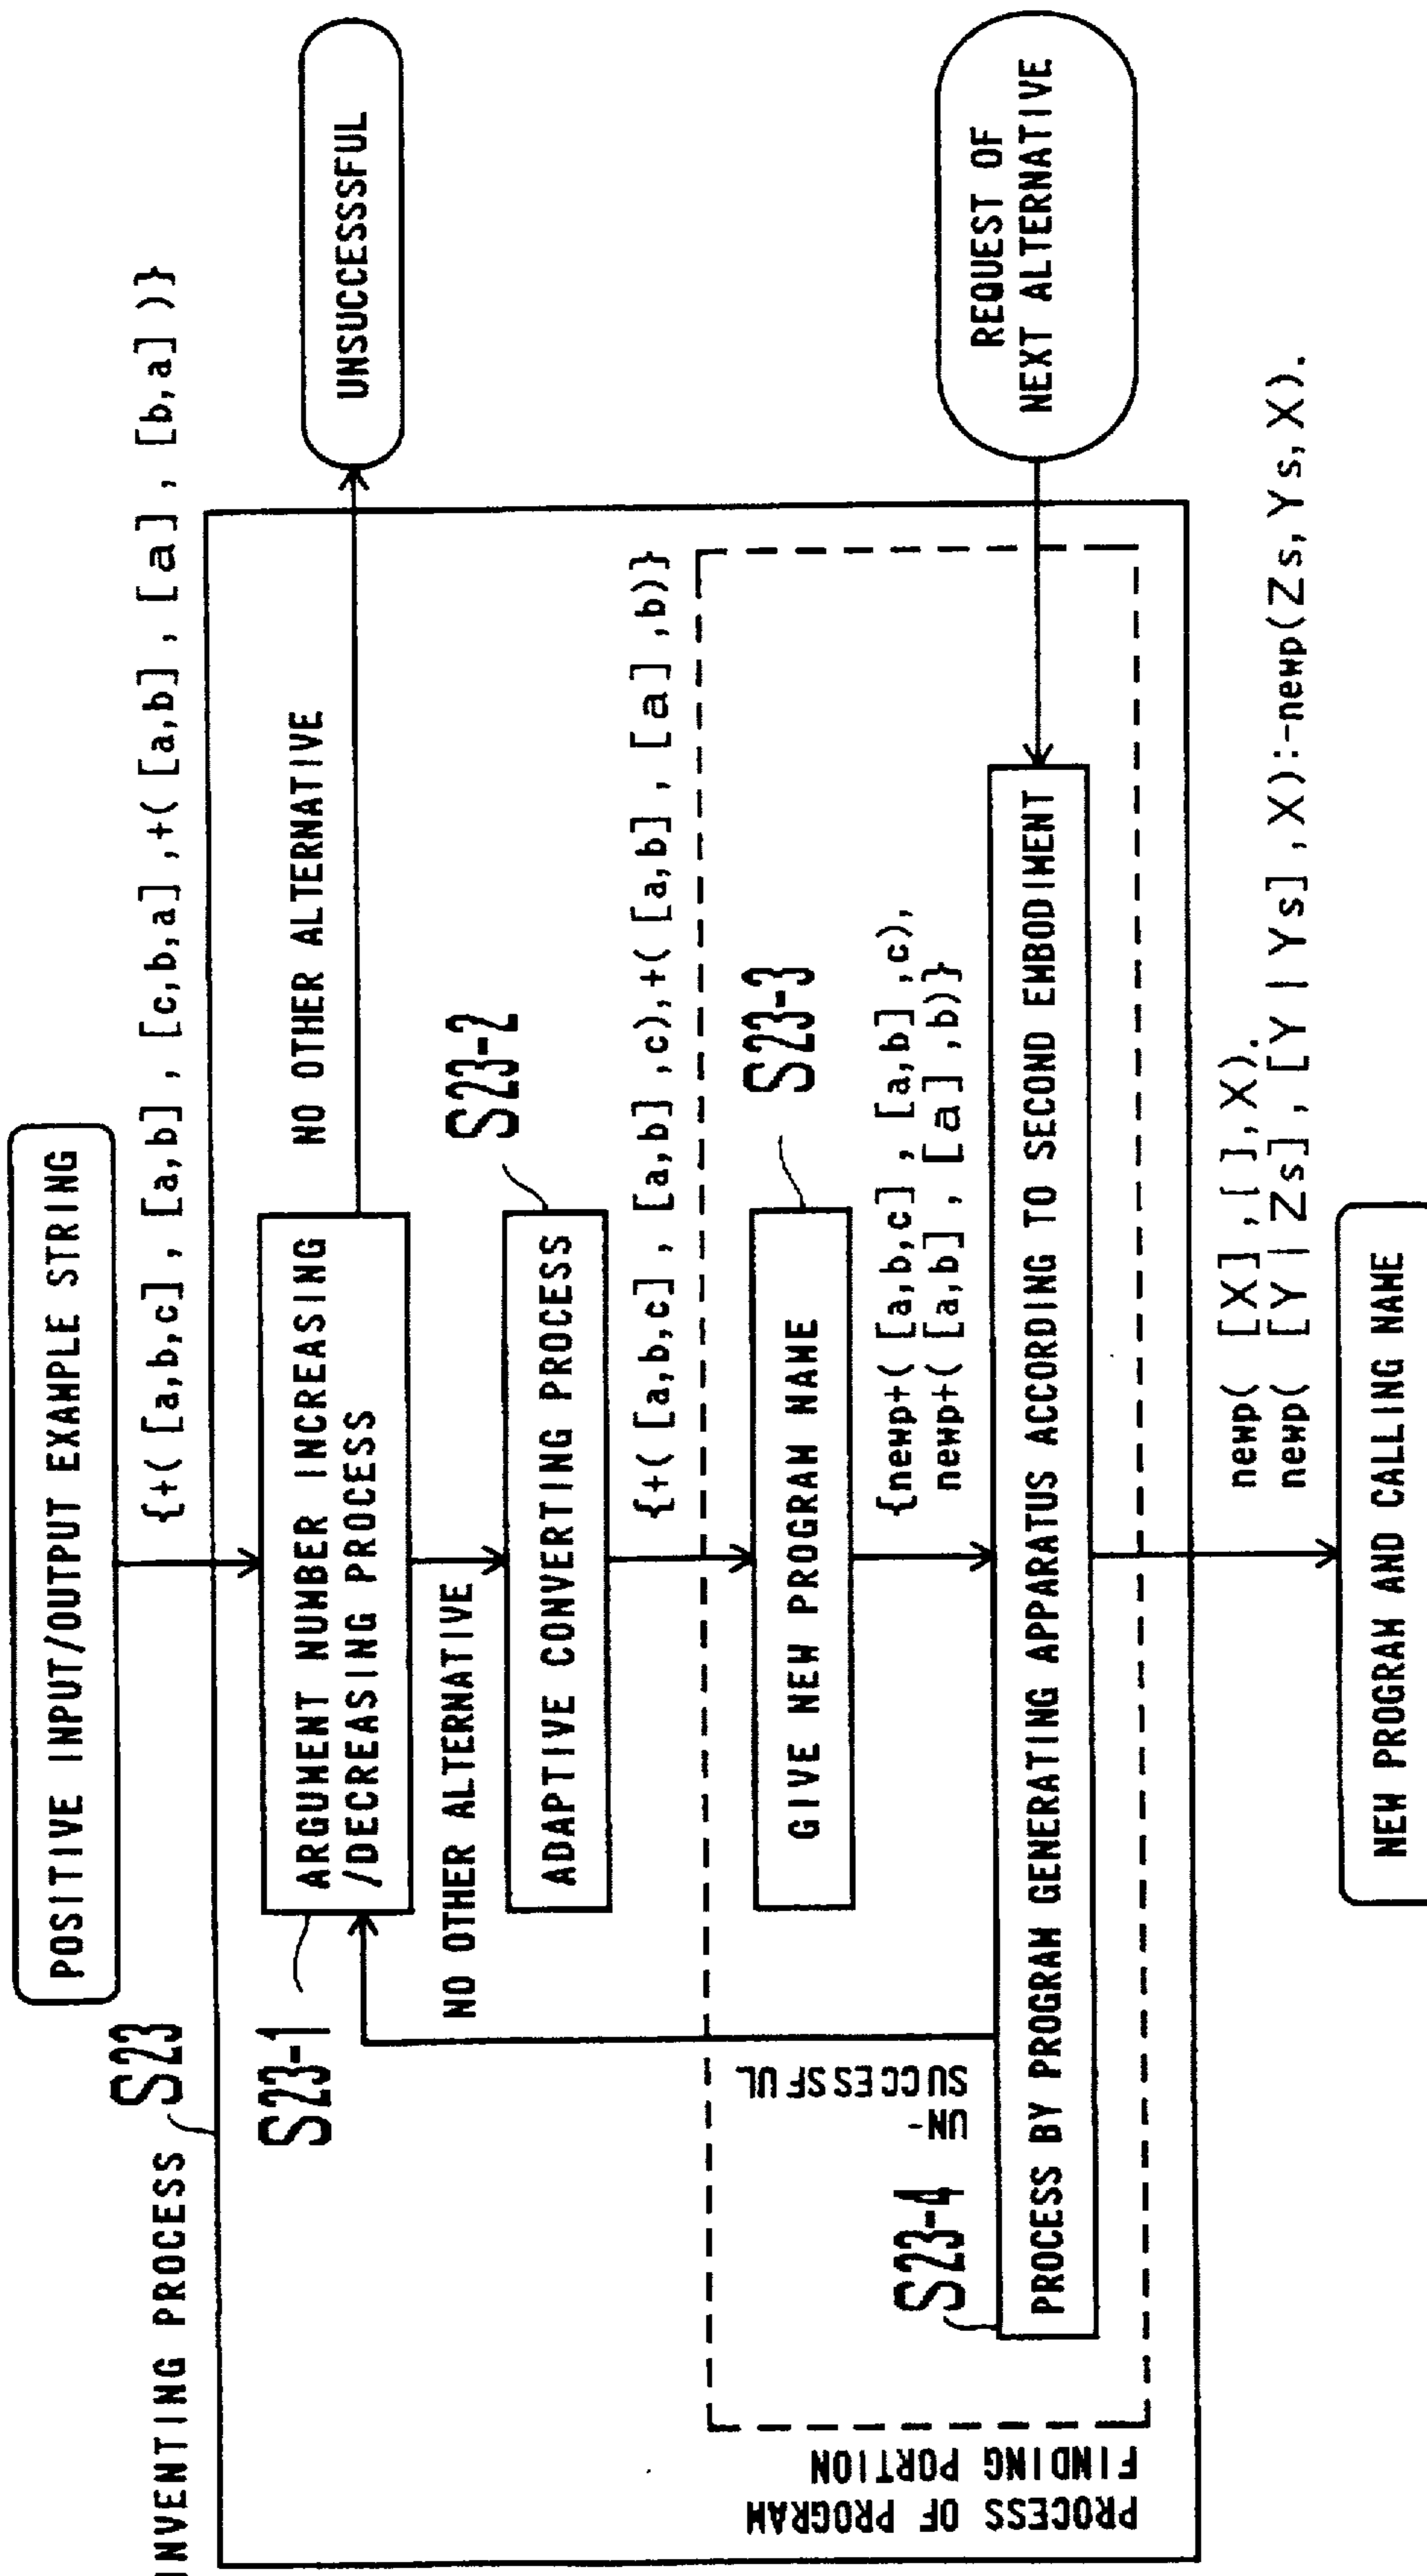 POSITIVE INPUT/OUTPUT EXAMPLE STRING
{+( [a,b,c] , [a,b] , [c,b,a] ,+( [a,b] , [a] , [b,a] )}
INVENTING PROCESS
S23
S23-1
ARGUMENT NUMBER INCREASING
/DECREASING PROCESS
NO OTHER ALTERNATIVE
UNSUCCESSFUL
NO OTHER ALTERNATIVE
S23-2
ADAPTIVE CONVERTING PROCESS
{+( [a,b,c] , [a,b] ,c),+( [a,b] , [a] ,b)}
S23-3
GIVE NEW PROGRAM NAME
{newp+( [a,b,c] , [a,b] ,c),
newp+( [a,b] , [a] ,b)}
UN-
SUCCESSFUL
S23-4
PROCESS BY PROGRAM GENERATING APPARATUS ACCORDING TO SECOND EMBODIMENT
REQUEST OF
NEXT ALTERNATIVE
PROCESS OF PROGRAM
FINDING PORTION
newp( [X] ,[ ],X).
newp( [Y|Zs] , [Y|Ys] ,X):-newp(Zs,Ys,X).
NEW PROGRAM AND CALLING NAME